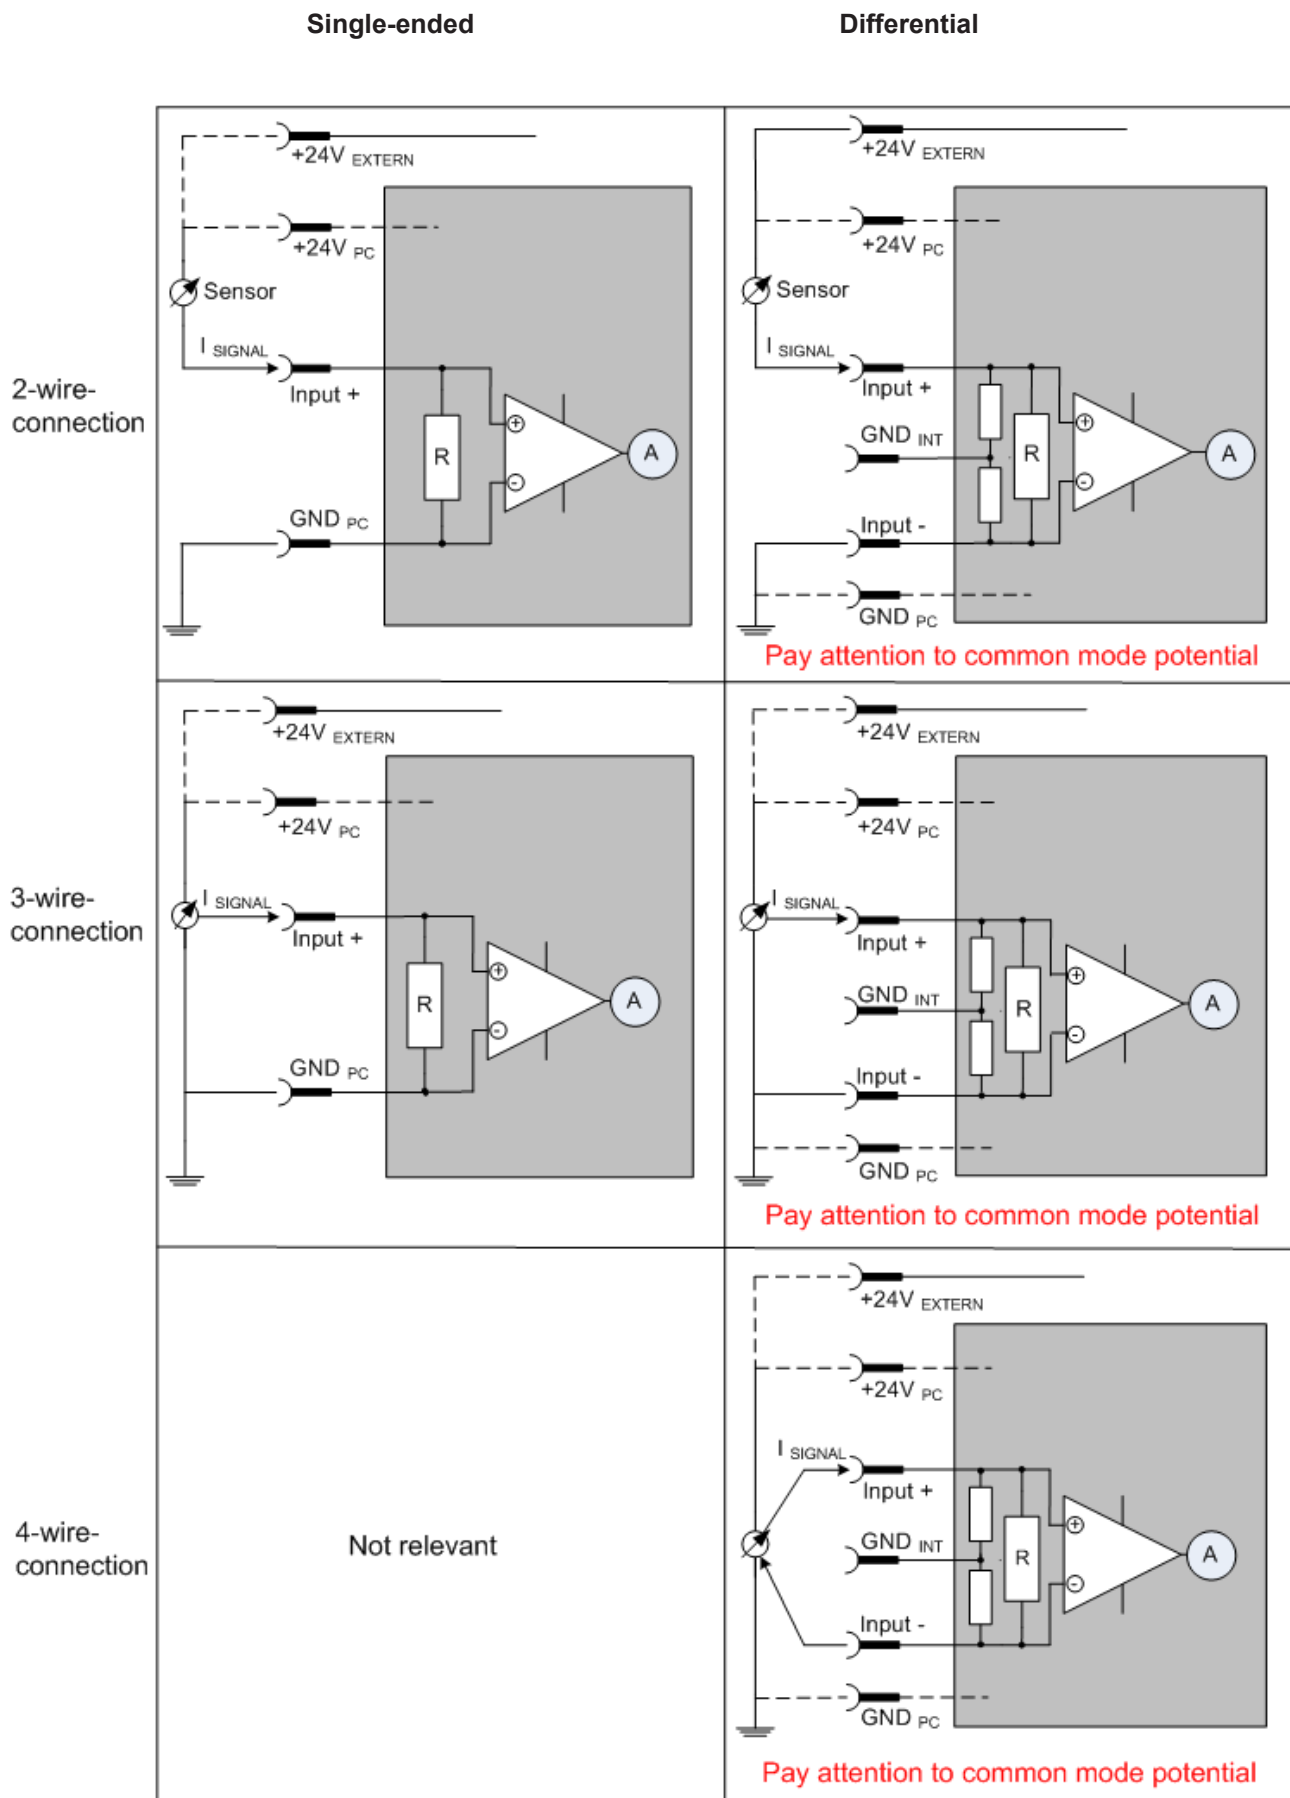 Single-ended
Differential
+24V EXTERN
+24V PC
Sensor
I SIGNAL
Input +
R
+
-
A
GND PC
2-wire-
connection
+24V EXTERN
+24V PC
Sensor
I SIGNAL
Input +
GND INT
R
+
-
A
Input -
GND PC
Pay attention to common mode potential
+24V EXTERN
+24V PC
3-wire-
connection
I SIGNAL
Input +
R
+
-
A
GND PC
+24V EXTERN
+24V PC
I SIGNAL
Input +
GND INT
R
+
-
A
Input -
GND PC
Pay attention to common mode potential
4-wire-
connection
Not relevant
+24V EXTERN
+24V PC
I SIGNAL
Input +
GND INT
R
+
-
A
Input -
GND PC
Pay attention to common mode potential